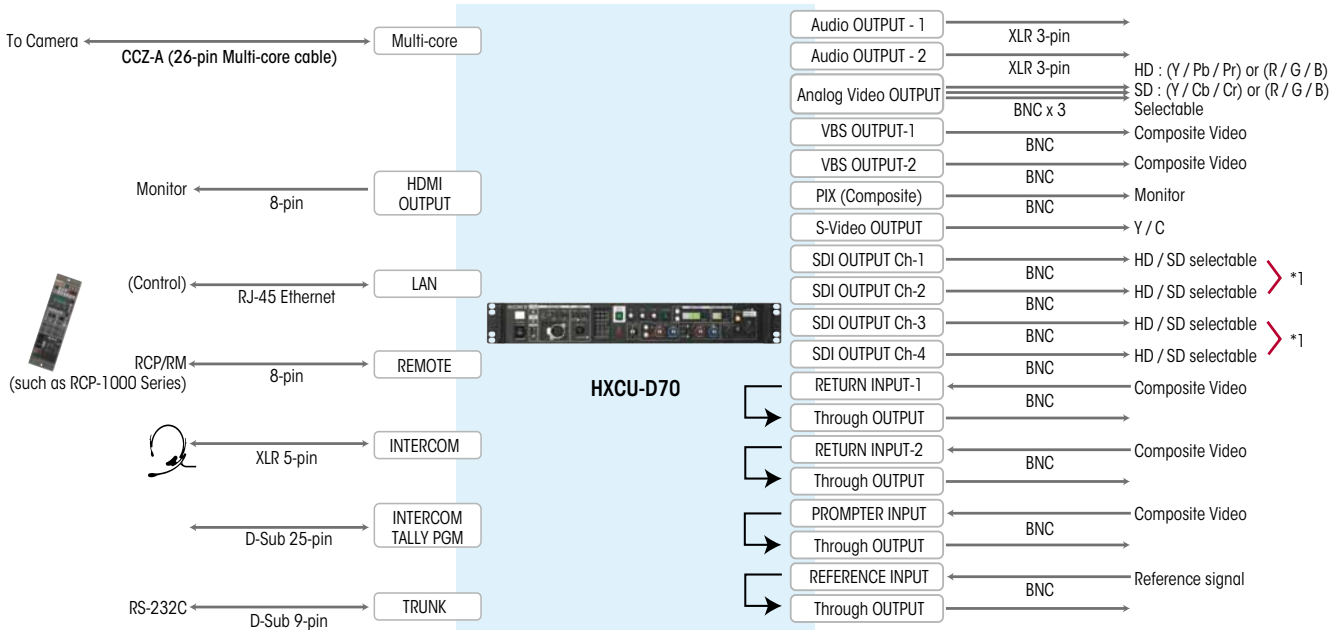 To Camera
CCZ-A (26-pin Multi-core cable)
Multi-core
Monitor
8-pin
HDMI
OUTPUT
(Control)
RJ-45 Ethernet
LAN
RCP/RM
(such as RCP-1000 Series)
8-pin
REMOTE
XLR 5-pin
INTERCOM
D-Sub 25-pin
INTERCOM
TALLY PGM
RS-232C
D-Sub 9-pin
TRUNK
HXCU-D70
Audio OUTPUT - 1
XLR 3-pin
Audio OUTPUT - 2
XLR 3-pin
Analog Video OUTPUT
BNC x 3
HD : (Y / Pb / Pr) or (R / G / B)
SD : (Y / Cb / Cr) or (R / G / B)
Selectable
VBS OUTPUT-1
BNC
Composite Video
VBS OUTPUT-2
BNC
Composite Video
PIX (Composite)
BNC
Monitor
S-Video OUTPUT
Y / C
SDI OUTPUT Ch-1
BNC
HD / SD selectable
SDI OUTPUT Ch-2
BNC
HD / SD selectable
*1
SDI OUTPUT Ch-3
BNC
HD / SD selectable
SDI OUTPUT Ch-4
BNC
HD / SD selectable
*1
RETURN INPUT-1
BNC
Composite Video
Through OUTPUT
RETURN INPUT-2
BNC
Composite Video
Through OUTPUT
PROMPTER INPUT
BNC
Composite Video
Through OUTPUT
REFERENCE INPUT
BNC
Reference signal
Through OUTPUT